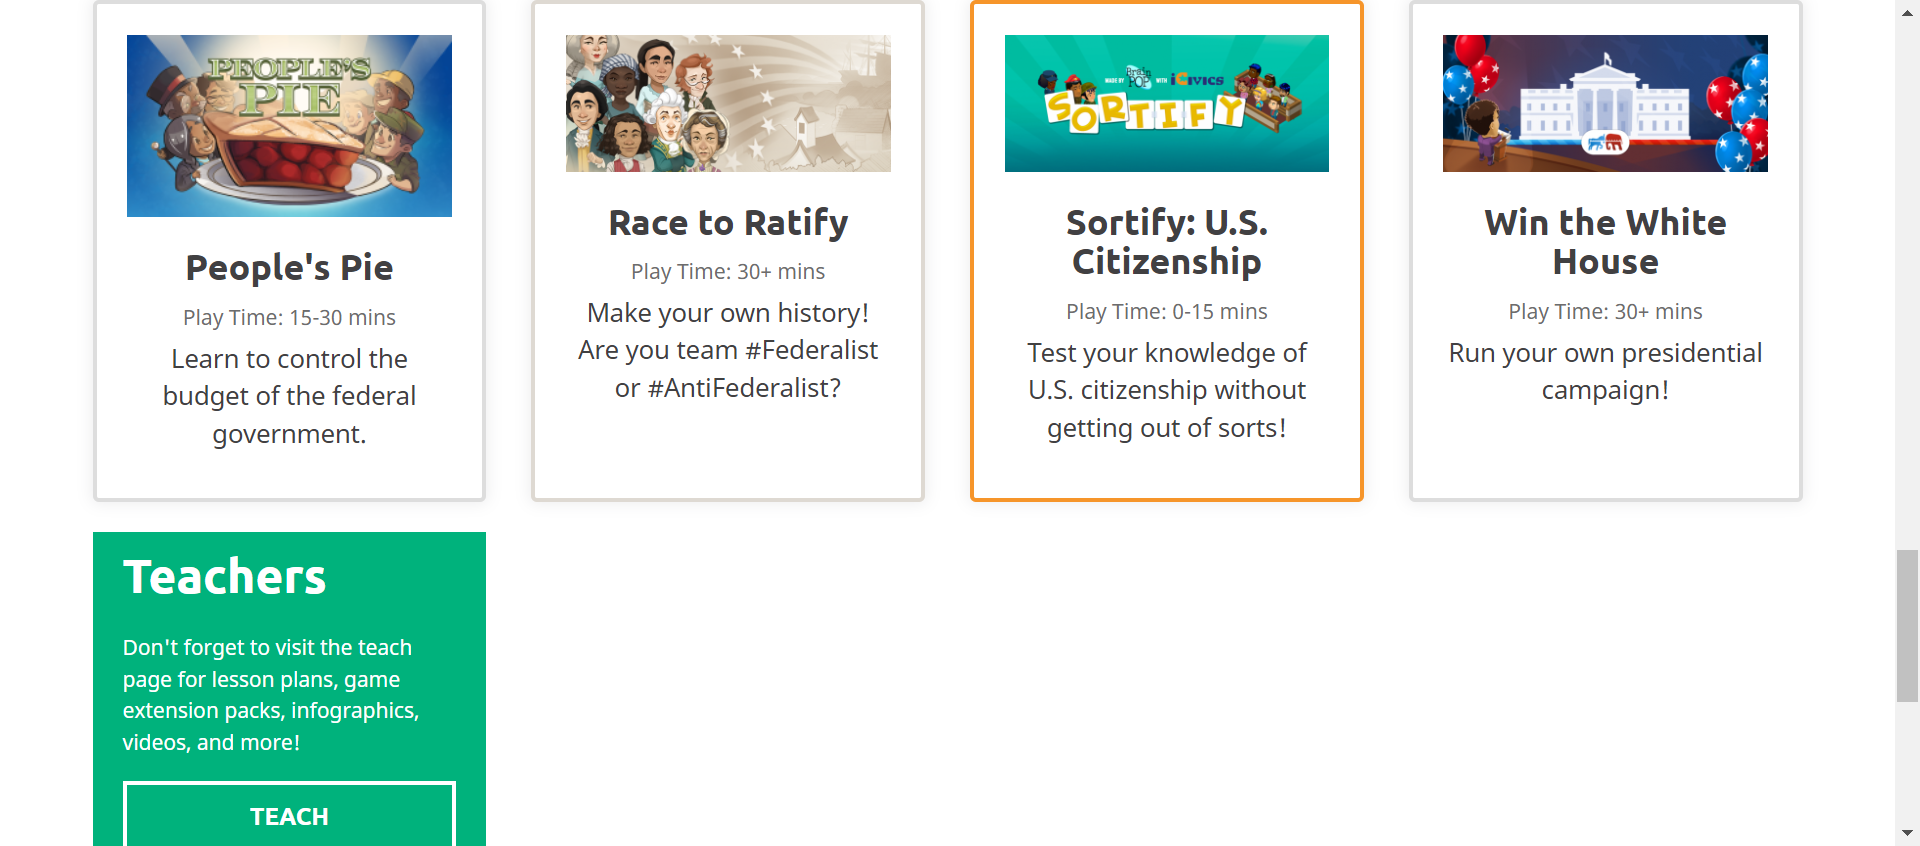 PEOPLE'S
PIE
People's Pie
Play Time: 15-30 mins
Learn to control the
budget of the federal
government.
Race to Ratify
Play Time: 30+ mins
Make your own history!
Are you team #Federalist
or #AntiFederalist?
MADE BY Brain POP WITH iCivics
SORTIFY
Sortify: U.S.
Citizenship
Play Time: 0-15 mins
Test your knowledge of
U.S. citizenship without
getting out of sorts!
Win the White
House
Play Time: 30+ mins
Run your own presidential
campaign!
Teachers
Don't forget to visit the teach
page for lesson plans, game
extension packs, infographics,
videos, and more!
TEACH